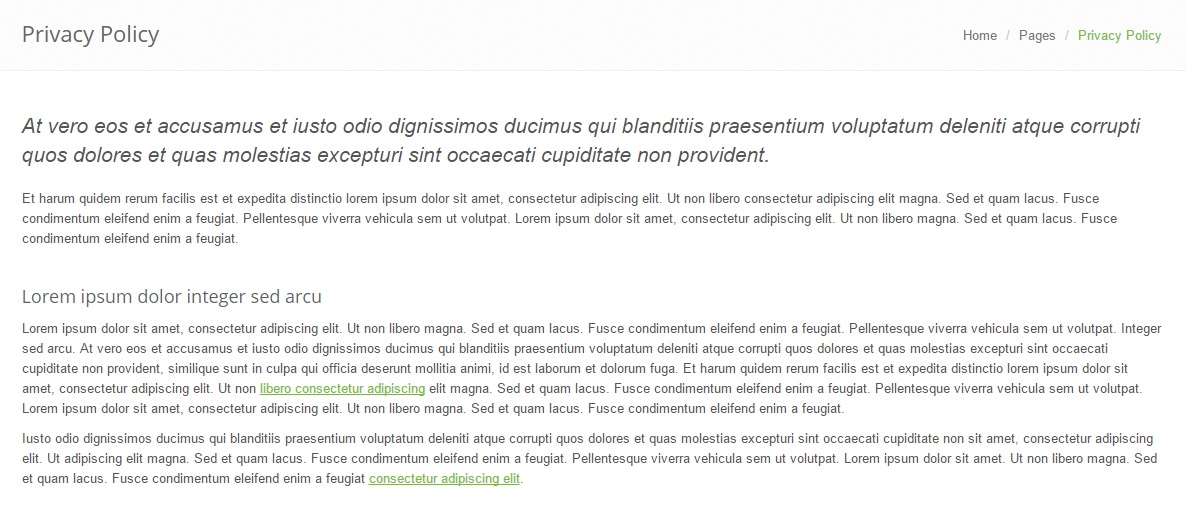 Privacy Policy
Home / Pages / Privacy Policy
At vero eos et accusamus et iusto odio dignissimos ducimus qui blanditiis praesentium voluptatum deleniti atque corrupti
quos dolores et quas molestias excepturi sint occaecati cupiditate non provident.
Et harum quidem rerum facilis est et expedita distinctio lorem ipsum dolor sit amet, consectetur adipiscing elit. Ut non libero consectetur adipiscing elit magna. Sed et quam lacus. Fusce
condimentum eleifend enim a feugiat. Pellentesque viverra vehicula sem ut volutpat. Lorem ipsum dolor sit amet, consectetur adipiscing elit. Ut non libero magna. Sed et quam lacus. Fusce
condimentum eleifend enim a feugiat.
Lorem ipsum dolor integer sed arcu
Lorem ipsum dolor sit amet, consectetur adipiscing elit. Ut non libero magna. Sed et quam lacus. Fusce condimentum eleifend enim a feugiat. Pellentesque viverra vehicula sem ut volutpat. Integer
sed arcu. At vero eos et accusamus et iusto odio dignissimos ducimus qui blanditiis praesentium voluptatum deleniti atque corrupti quos dolores et quas molestias excepturi sint occaecati
cupiditate non provident, similique sunt in culpa qui officia deserunt mollitia animi, id est laborum et dolorum fuga. Et harum quidem rerum facilis est et expedita distinctio lorem ipsum dolor sit
amet, consectetur adipiscing elit. Ut non libero consectetur adipiscing elit magna. Sed et quam lacus. Fusce condimentum eleifend enim a feugiat. Pellentesque viverra vehicula sem ut volutpat.
Lorem ipsum dolor sit amet, consectetur adipiscing elit. Ut non libero magna. Sed et quam lacus. Fusce condimentum eleifend enim a feugiat.
Iusto odio dignissimos ducimus qui blanditiis praesentium voluptatum deleniti atque corrupti quos dolores et quas molestias excepturi sint occaecati cupiditate non sit amet, consectetur adipiscing
elit. Ut adipiscing elit magna. Sed et quam lacus. Fusce condimentum eleifend enim a feugiat. Pellentesque viverra vehicula sem ut volutpat. Lorem ipsum dolor sit amet. Ut non libero magna. Sed
et quam lacus. Fusce condimentum eleifend enim a feugiat consectetur adipiscing elit.